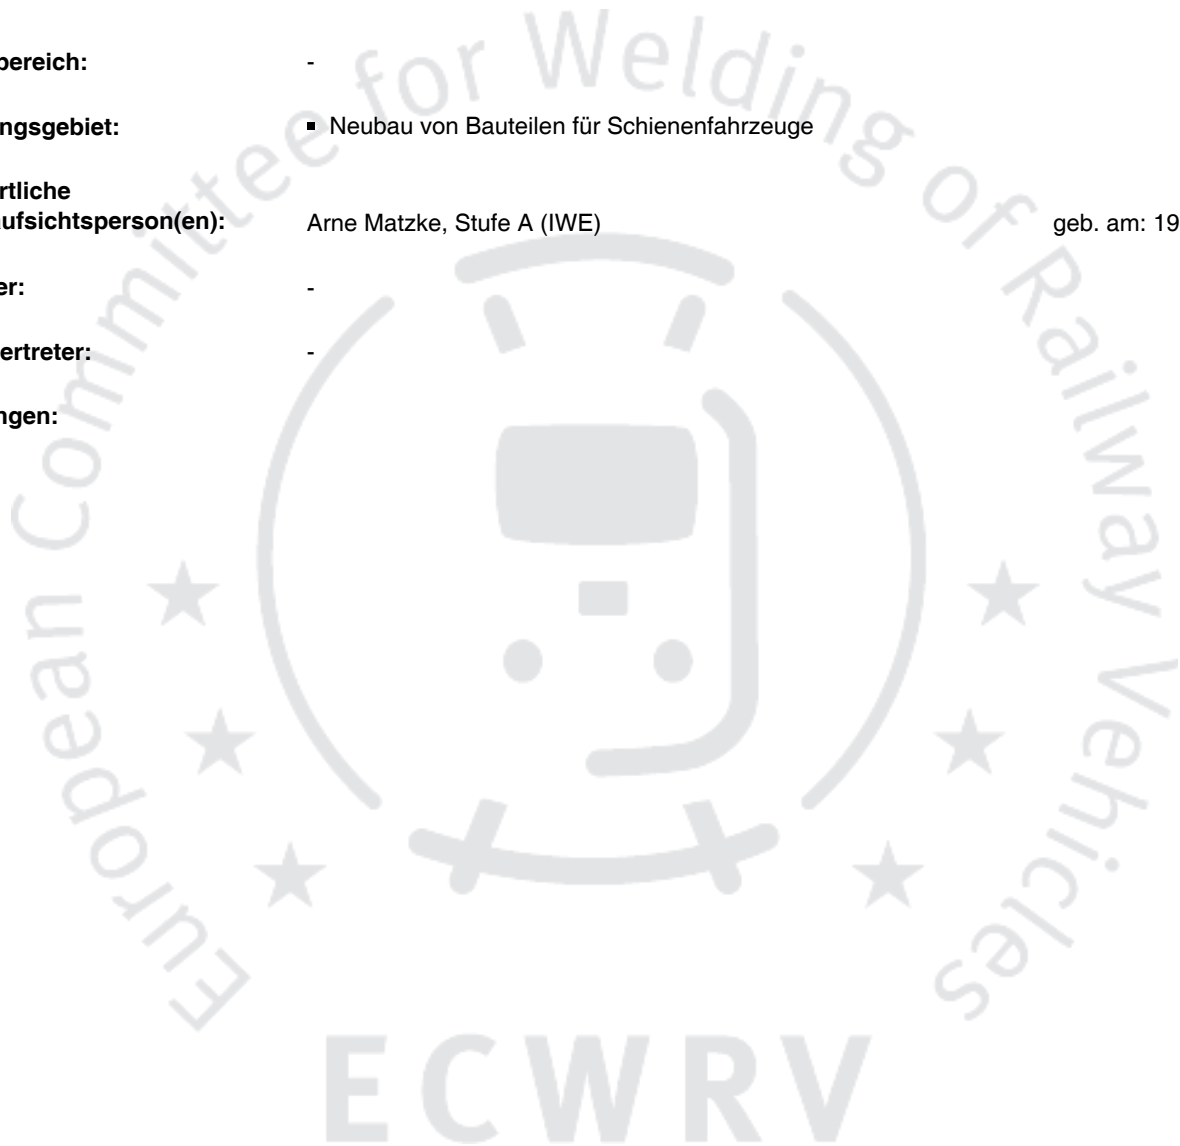 bereich: -
ngsgebiet: ▪ Neubau von Bauteilen für Schienenfahrzeuge
rtliche
ufsichtsperson(en): Arne Matzke, Stufe A (IWE) geb. am: 19
er: -
ertreter: -
ngen:
European Committee for Welding of Railway Vehicles
ECWRV